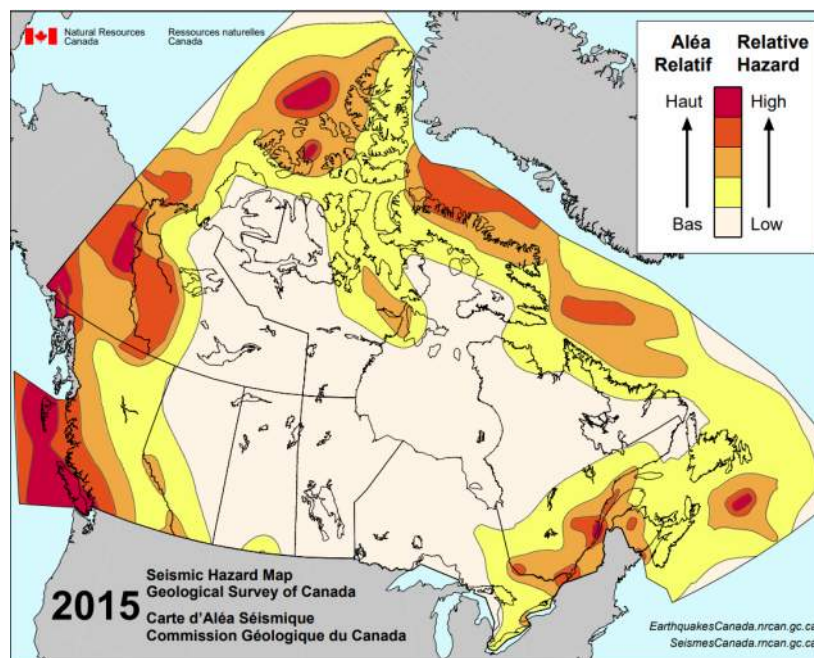 Natural Resources Canada
Ressources naturelles Canada
Aléa Relatif
Relative Hazard
Haut
High
Bas
Low
2015
Seismic Hazard Map
Geological Survey of Canada
Carte d'Aléa Séismique
Commission Géologique du Canada
EarthquakesCanada.nrcan.gc.ca
SeismesCanada.rncan.gc.ca